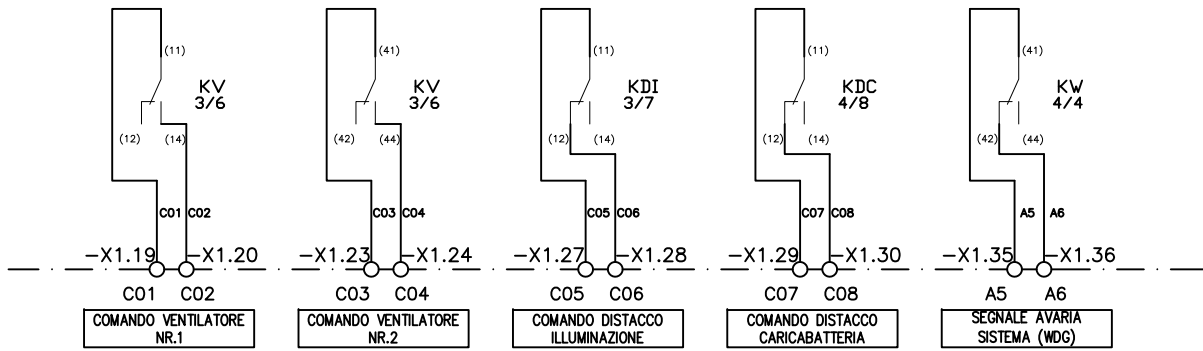 (11) (41) (11) (11) (41)
KV KV KDI KDC KW
3/6 3/6 3/7 4/8 4/4
(12) (14) (42) (44) (12) (14) (12) (14) (42) (44)
C01 C02 C03 C04 C05 C06 C07 C08 A5 A6
-X1.19 -X1.20 -X1.23 -X1.24 -X1.27 -X1.28 -X1.29 -X1.30 -X1.35 -X1.36
C01 C02 C03 C04 C05 C06 C07 C08 A5 A6
COMANDO VENTILATORE
NR.1
COMANDO VENTILATORE
NR.2
COMANDO DISTACCO
ILLUMINAZIONE
COMANDO DISTACCO
CARICABATTERIA
SEGNALE AVARIA
SISTEMA (WDG)